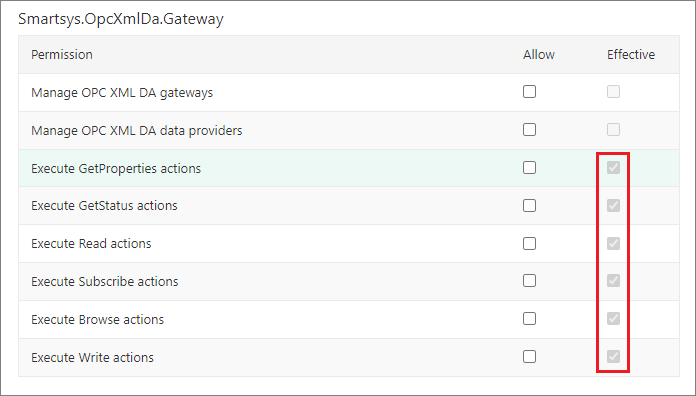 Smartsys.OpcXmlDa.Gateway
Permission Allow Effective
Manage OPC XML DA gateways
Manage OPC XML DA data providers
Execute GetProperties actions
Execute GetStatus actions
Execute Read actions
Execute Subscribe actions
Execute Browse actions
Execute Write actions